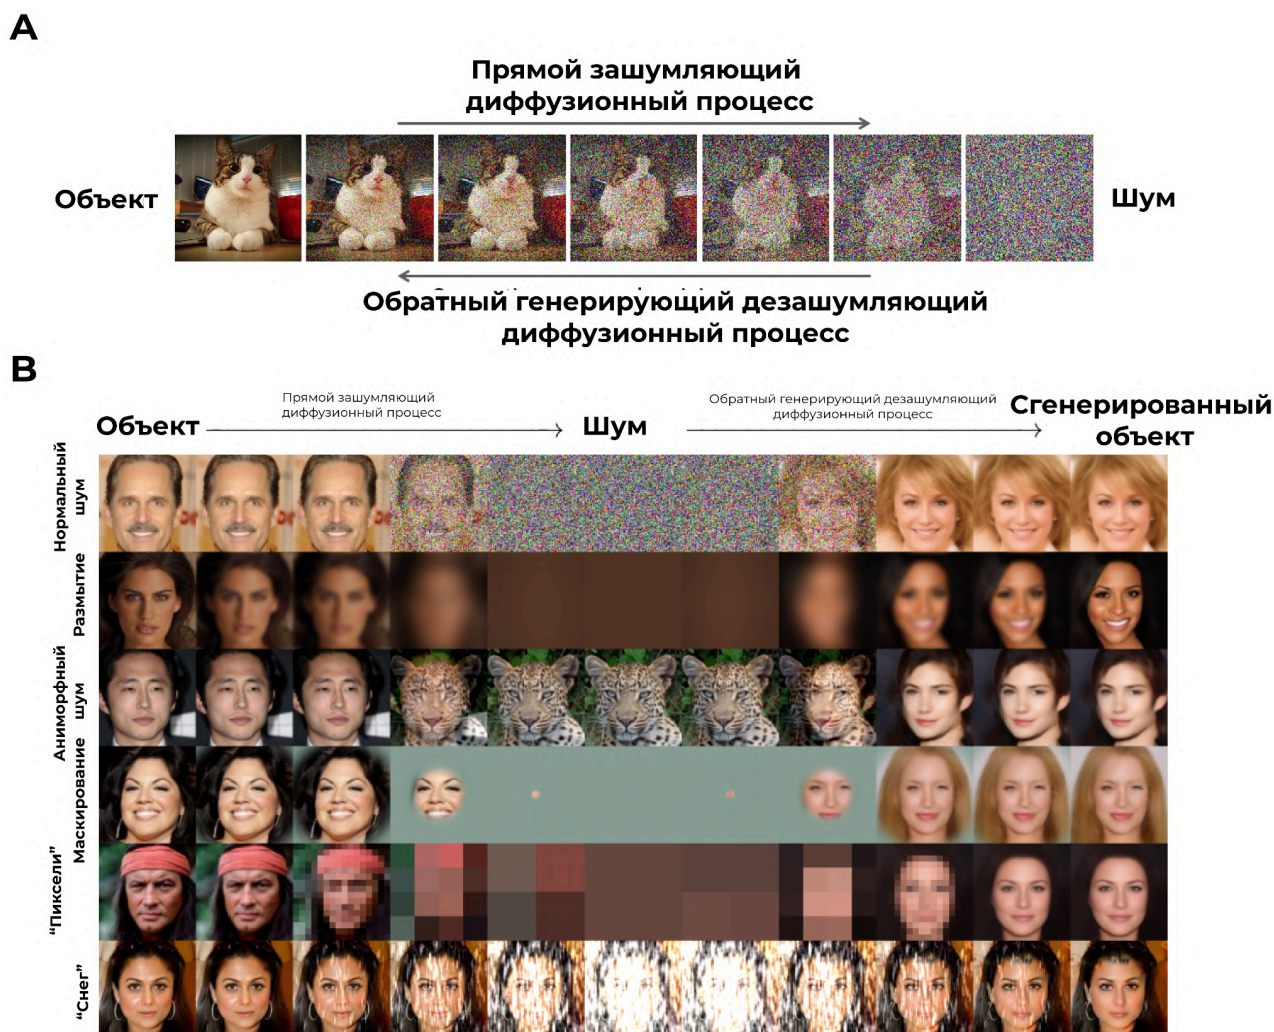 A
Прямой зашумляющий
диффузионный процесс
Объект
Шум
Обратный генерирующий дезашумляющий
диффузионный процесс
B
Объект
Прямой зашумляющий
диффузионный процесс
Шум
Обратный генерирующий дезашумляющий
диффузионный процесс
Сгенерированный
объект
Нормальный
шум
Размытие
Аниморфный
шум
Маскирование
“Пиксели”
“Снег”